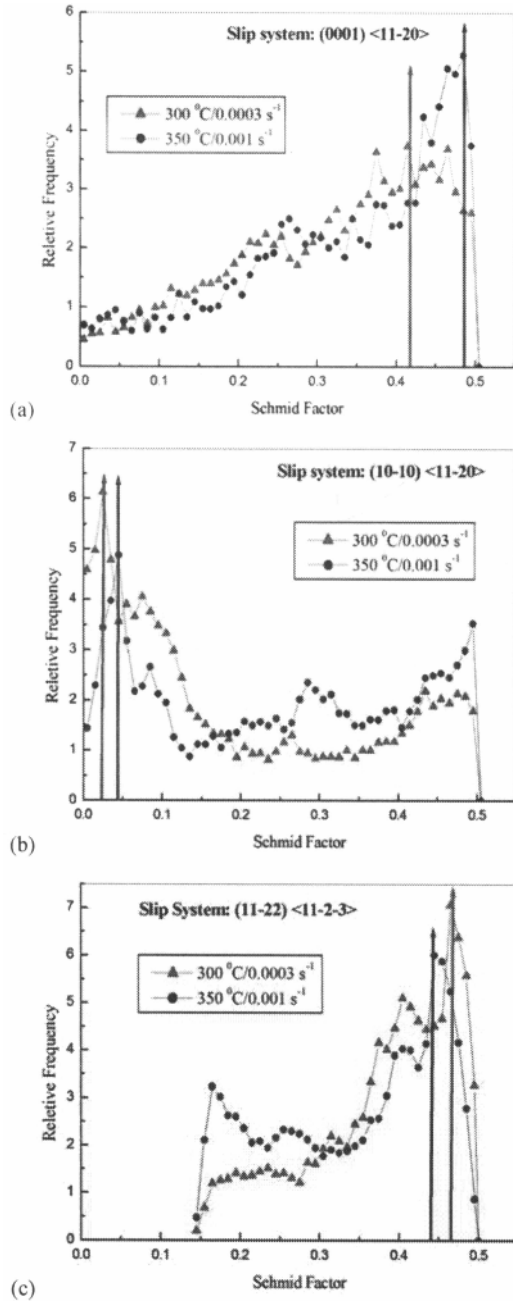 6
Slip system: (0001) <11-20>
5
300 °C/0.0003 s-1
350 °C/0.001 s-1
4
3
2
1
0
Reletive Frequency
0.0 0.1 0.2 0.3 0.4 0.5
(a)
Schmid Factor
7
Slip system: (10-10) <11-20>
6
5
300 °C/0.0003 s-1
350 °C/0.001 s-1
4
3
2
1
0
Reletive Frequency
0.0 0.1 0.2 0.3 0.4 0.5
(b)
Schmid Factor
7
Slip System: (11-22) <11-2-3>
6
300 °C/0.0003 s-1
350 °C/0.001 s-1
5
4
3
2
1
0
Reletive Frequency
0.0 0.1 0.2 0.3 0.4 0.5
(c)
Schmid Factor